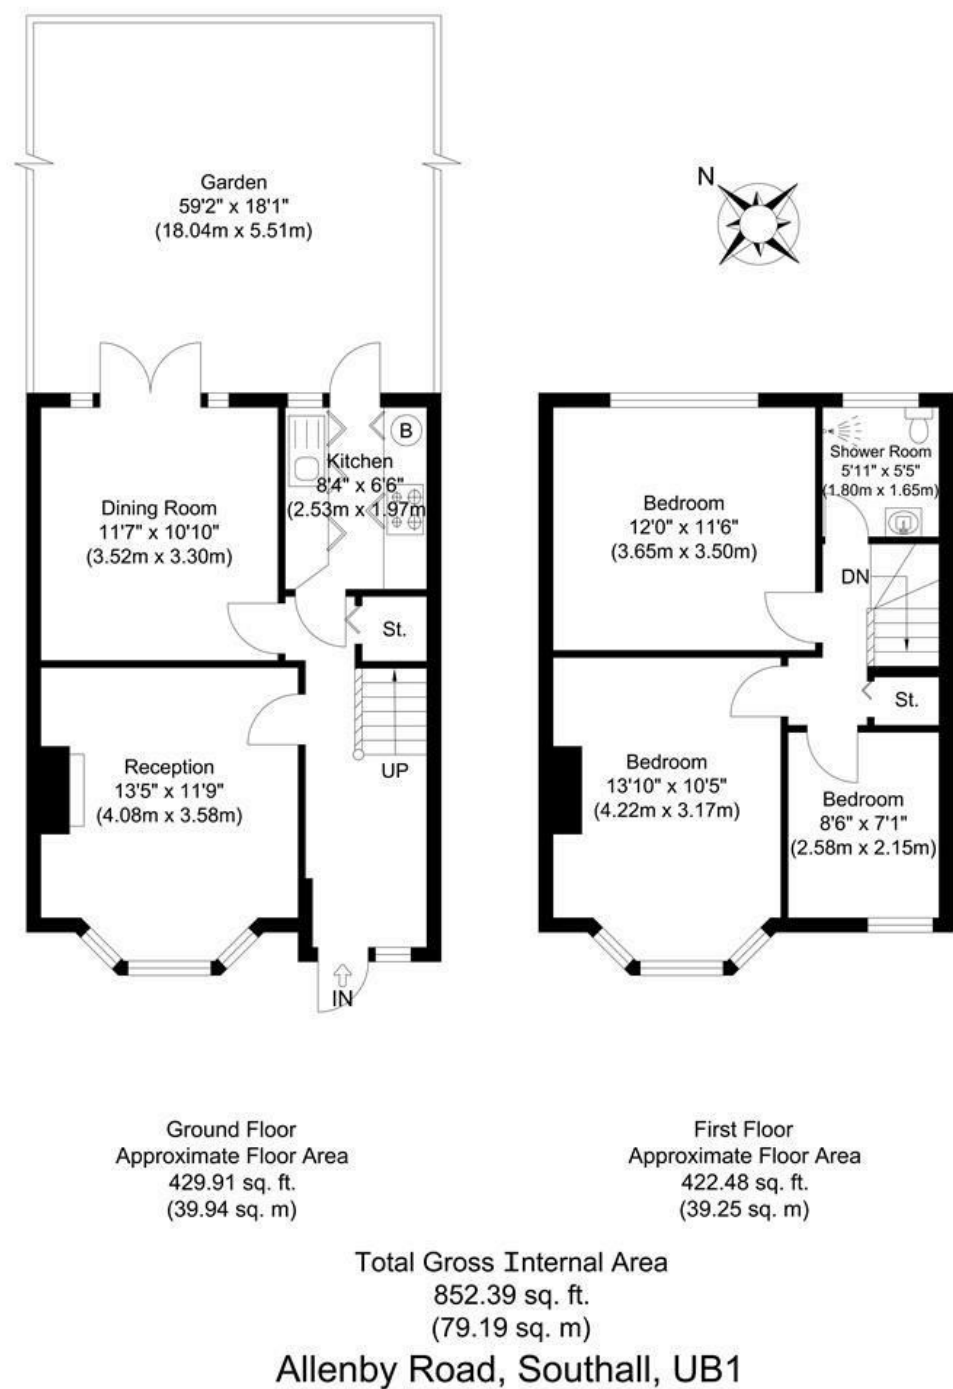 Garden
59'2" x 18'1"
(18.04m x 5.51m)
N
B
Kitchen
8'4" x 6'6"
(2.53m x 1.97m
Dining Room
11'7" x 10'10"
(3.52m x 3.30m)
St.
Reception
13'5" x 11'9"
(4.08m x 3.58m)
UP
IN
Shower Room
5'11" x 5'5"
(1.80m x 1.65m)
Bedroom
12'0" x 11'6"
(3.65m x 3.50m)
DN
St.
Bedroom
13'10" x 10'5"
(4.22m x 3.17m)
Bedroom
8'6" x 7'1"
(2.58m x 2.15m)
Ground Floor
Approximate Floor Area
429.91 sq. ft.
(39.94 sq. m)
First Floor
Approximate Floor Area
422.48 sq. ft.
(39.25 sq. m)
Total Gross Internal Area
852.39 sq. ft.
(79.19 sq. m)
Allenby Road, Southall, UB1